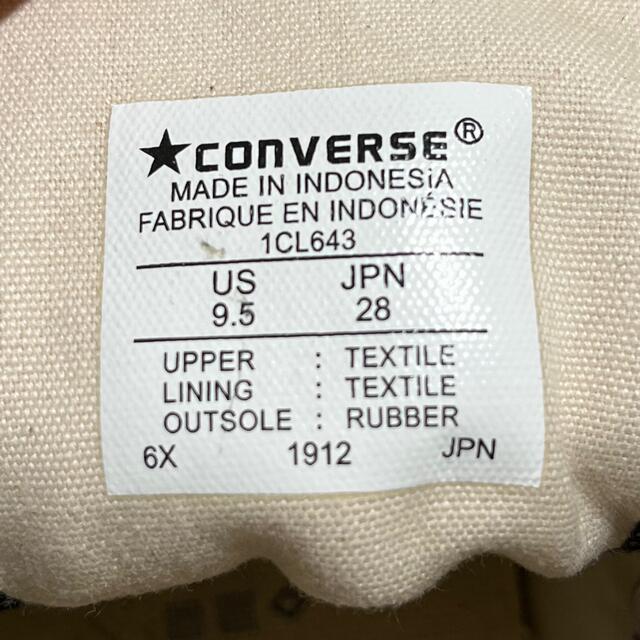 ★CONVERSE®
MADE IN INDONESiA
FABRIQUE EN INDONÉSIE
1CL643
US JPN
9.5 28
UPPER : TEXTILE
LINING : TEXTILE
OUTSOLE : RUBBER
6X 1912 JPN